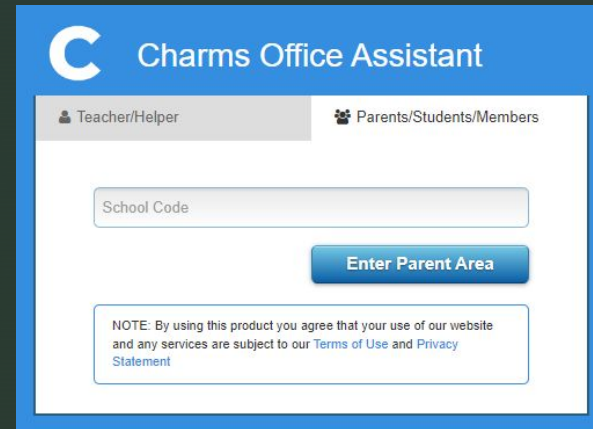 C Charms Office Assistant
Teacher/Helper
Parents/Students/Members
School Code
Enter Parent Area
NOTE: By using this product you agree that your use of our website
and any services are subject to our Terms of Use and Privacy
Statement